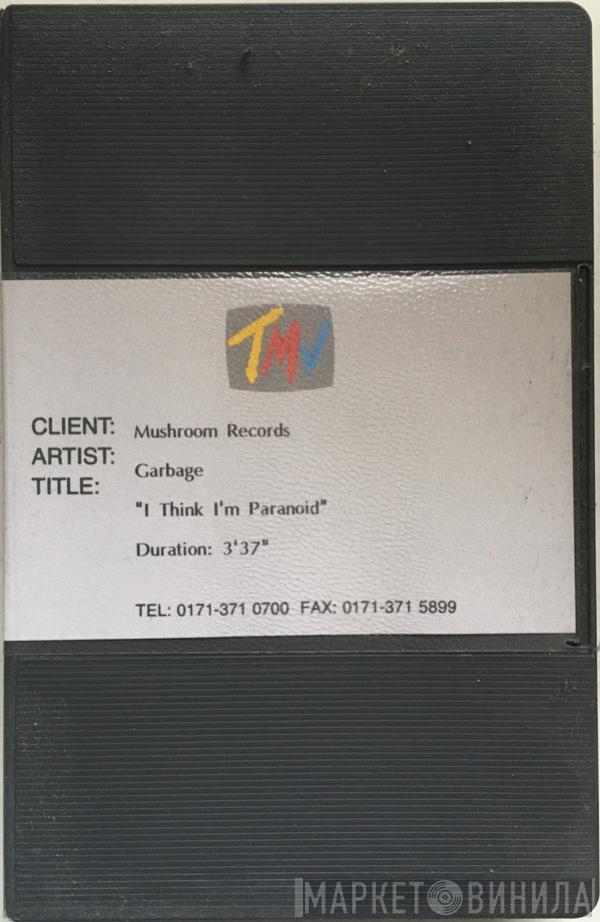 TMV
CLIENT: Mushroom Records
ARTIST: Garbage
TITLE: "I Think I'm Paranoid"
Duration: 3'37"
TEL: 0171-371 0700 FAX: 0171-371 5899
МАРКЕТ ВИНИЛА